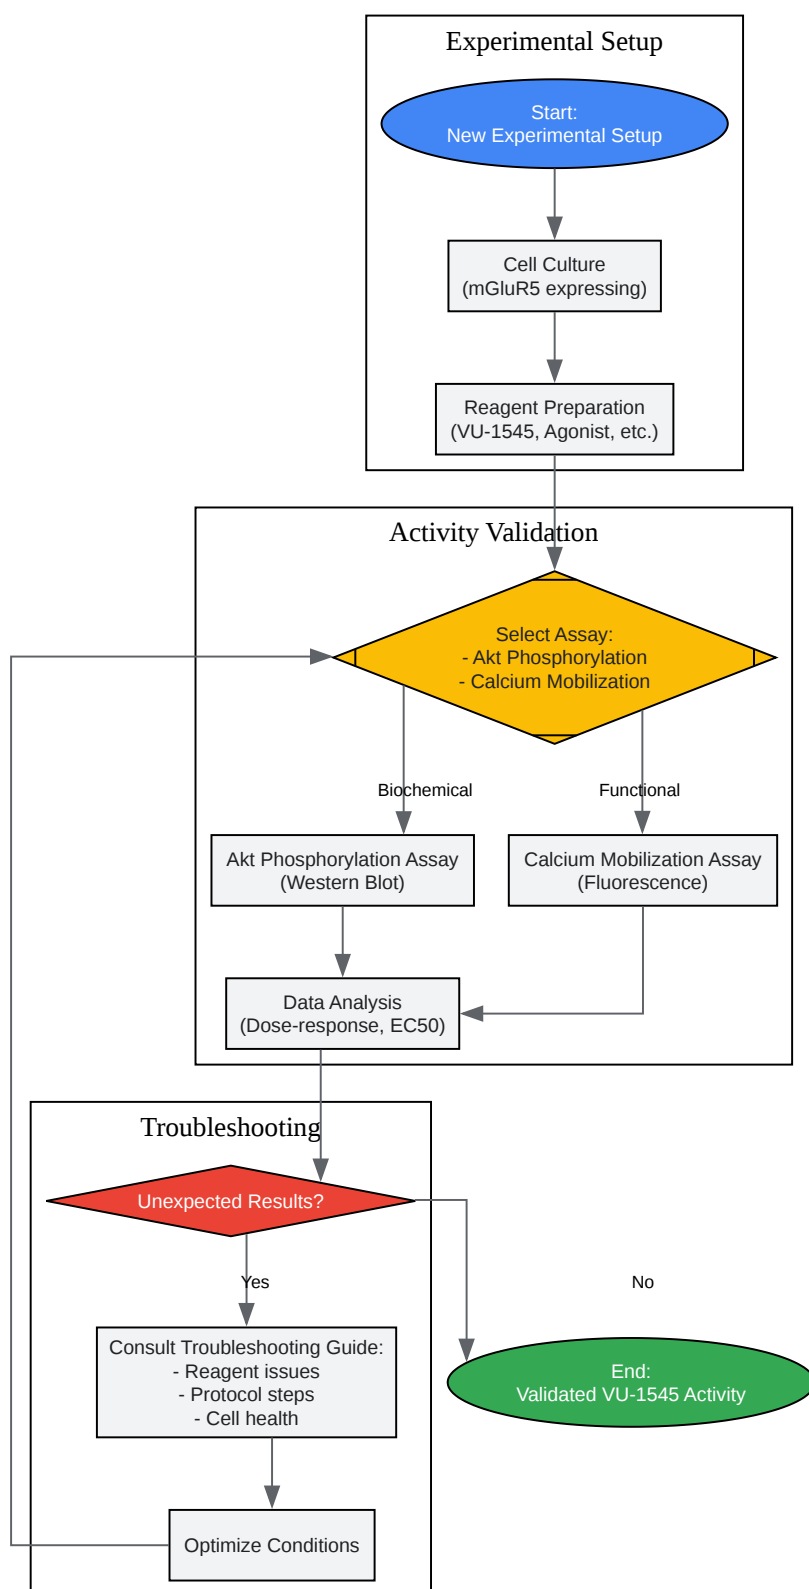 Experimental Setup
Start:
New Experimental Setup
Cell Culture
(mGluR5 expressing)
Reagent Preparation
(VU-1545, Agonist, etc.)
Activity Validation
Select Assay:
- Akt Phosphorylation
- Calcium Mobilization
Biochemical
Functional
Akt Phosphorylation Assay
(Western Blot)
Calcium Mobilization Assay
(Fluorescence)
Data Analysis
(Dose-response, EC50)
Troubleshooting
Unexpected Results?
Yes
No
Consult Troubleshooting Guide:
- Reagent issues
- Protocol steps
- Cell health
End:
Validated VU-1545 Activity
Optimize Conditions